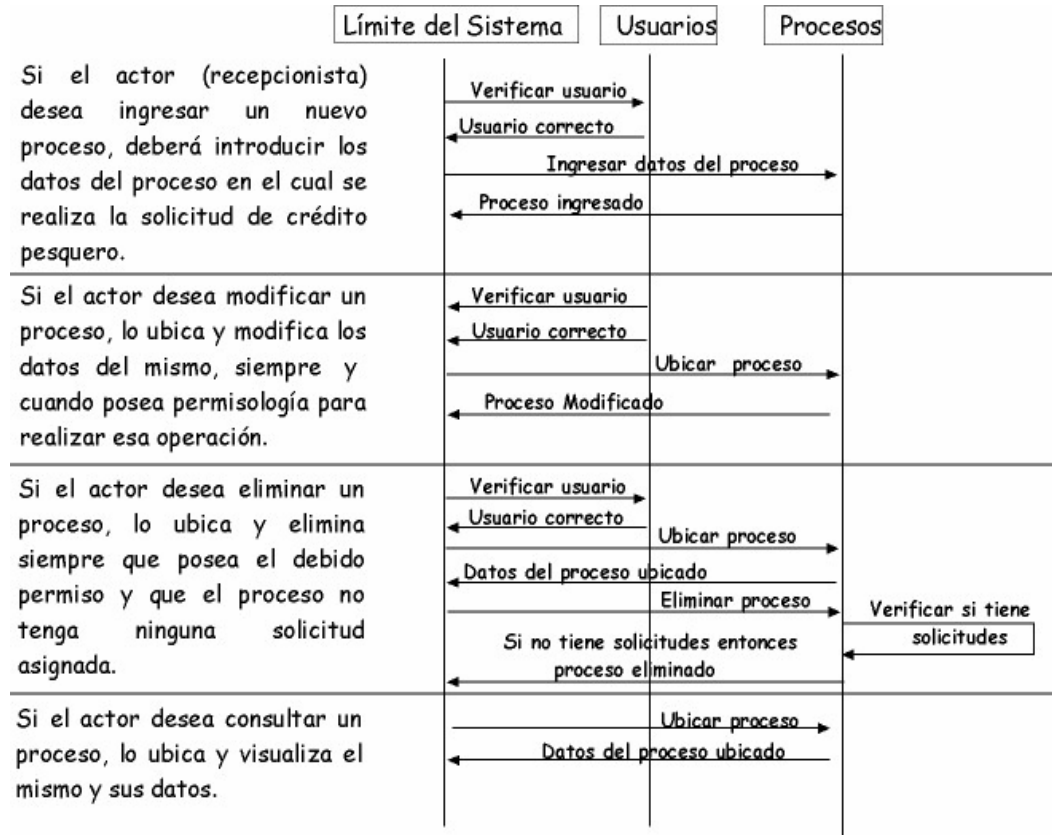 Límite del Sistema
Usuarios
Procesos
Si el actor (recepcionista)
desea ingresar un nuevo
proceso, deberá introducir los
datos del proceso en el cual se
realiza la solicitud de crédito
pesquero.
Verificar usuario
Usuario correcto
Ingresar datos del proceso
Proceso ingresado
Si el actor desea modificar un
proceso, lo ubica y modifica los
datos del mismo, siempre y
cuando posea permisología para
realizar esa operación.
Verificar usuario
Usuario correcto
Ubicar proceso
Proceso Modificado
Si el actor desea eliminar un
proceso, lo ubica y elimina
siempre que posea el debido
permiso y que el proceso no
tenga ninguna solicitud
asignada.
Verificar usuario
Usuario correcto
Ubicar proceso
Datos del proceso ubicado
Eliminar proceso
Verificar si tiene
solicitudes
Si no tiene solicitudes entonces
proceso eliminado
Si el actor desea consultar un
proceso, lo ubica y visualiza el
mismo y sus datos.
Ubicar proceso
Datos del proceso ubicado